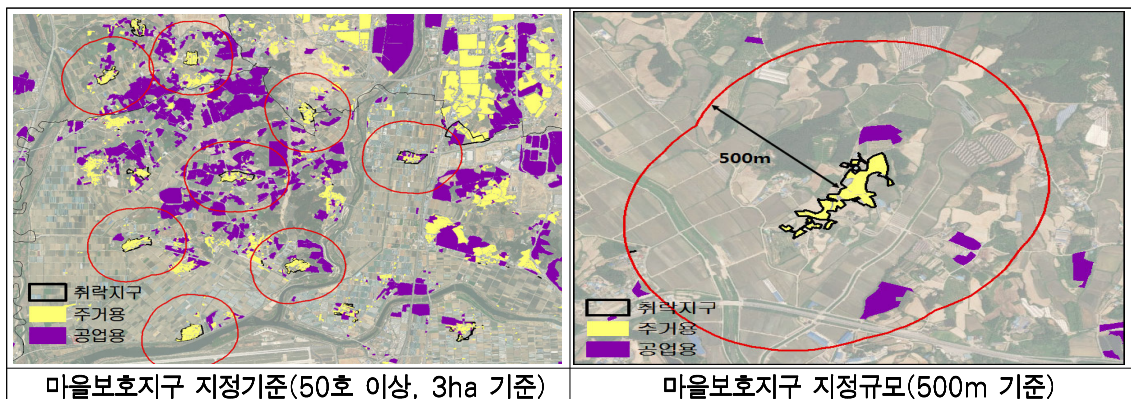 취락지구
주거용
공업용
마을보호지구 지정기준(50호 이상, 3ha 기준)
500m
취락지구
주거용
공업용
마을보호지구 지정규모(500m 기준)